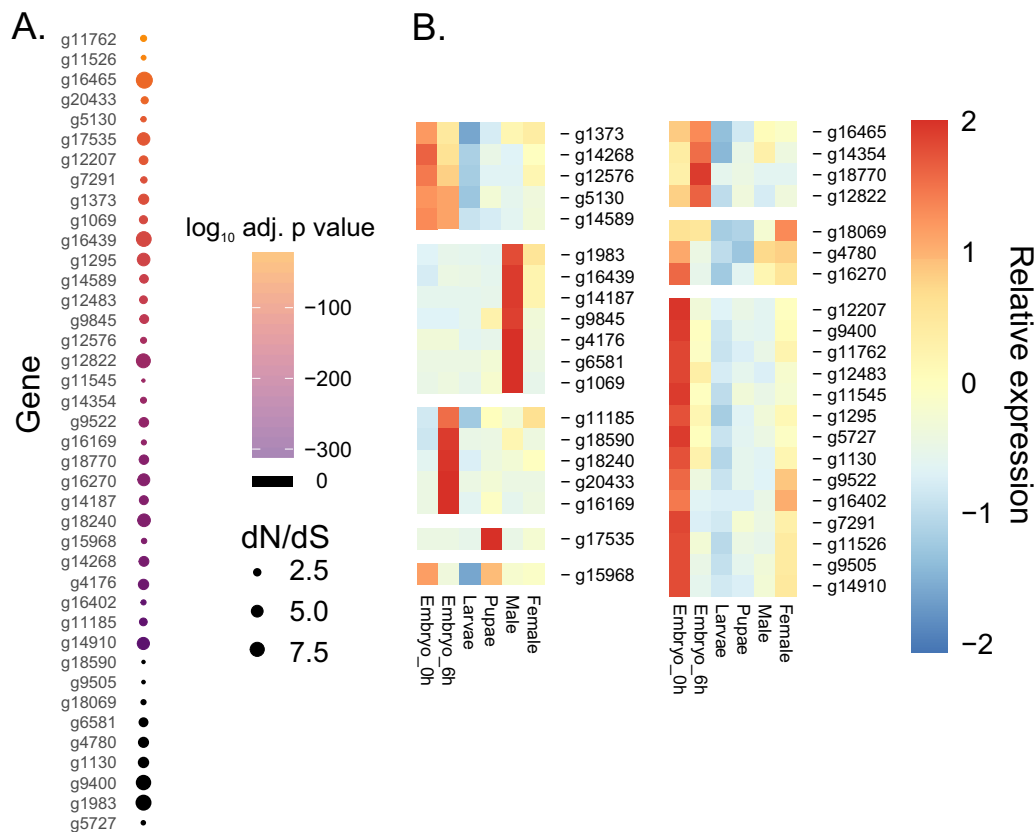 A.
Gene
g11762
g11526
g16465
g20433
g5130
g17535
g12207
g7291
g1373
g1069
g16439
g1295
g14589
g12483
g9845
g12576
g12822
g11545
g14354
g9522
g16169
g18770
g16270
g14187
g18240
g15968
g14268
g4176
g16402
g11185
g14910
g18590
g9505
g18069
g6581
g4780
g1130
g9400
g1983
g5727
log₁₀ adj. p value
−100
−200
−300
0
dN/dS
2.5
5.0
7.5
B.
g1373
g14268
g12576
g5130
g14589
g1983
g16439
g14187
g9845
g4176
g6581
g1069
g11185
g18590
g18240
g20433
g16169
g17535
g15968
Embryo_0h
Embryo_6h
Larvae
Pupae
Male
Female
g16465
g14354
g18770
g12822
g18069
g4780
g16270
g12207
g9400
g11762
g12483
g11545
g1295
g5727
g1130
g9522
g16402
g7291
g11526
g9505
g14910
Embryo_0h
Embryo_6h
Larvae
Pupae
Male
Female
2
1
0
−1
−2
Relative expression